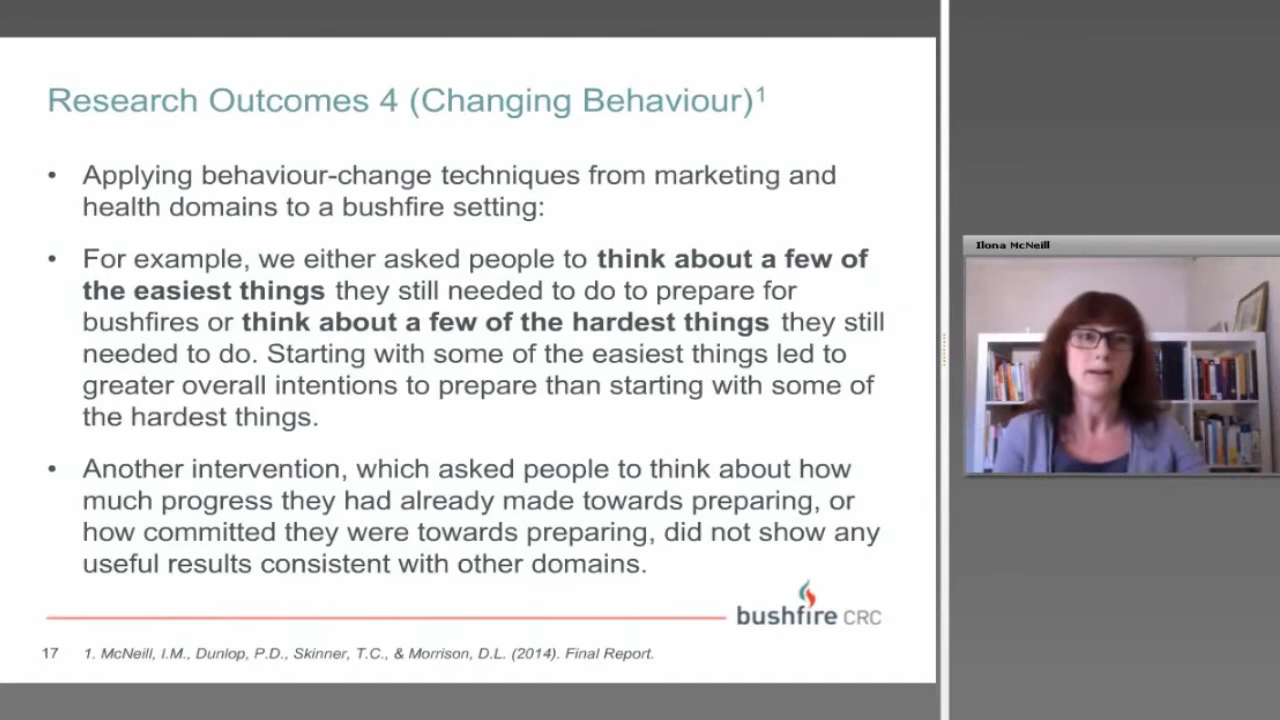 Research Outcomes 4 (Changing Behaviour)1
• Applying behaviour-change techniques from marketing and
health domains to a bushfire setting:
• For example, we either asked people to think about a few of
the easiest things they still needed to do to prepare for
bushfires or think about a few of the hardest things they still
needed to do. Starting with some of the easiest things led to
greater overall intentions to prepare than starting with some of
the hardest things.
• Another intervention, which asked people to think about how
much progress they had already made towards preparing, or
how committed they were towards preparing, did not show any
useful results consistent with other domains.
bushfire CRC
17 1. McNeill, I.M., Dunlop, P.D., Skinner, T.C., & Morrison, D.L. (2014). Final Report.
Ilona McNeill